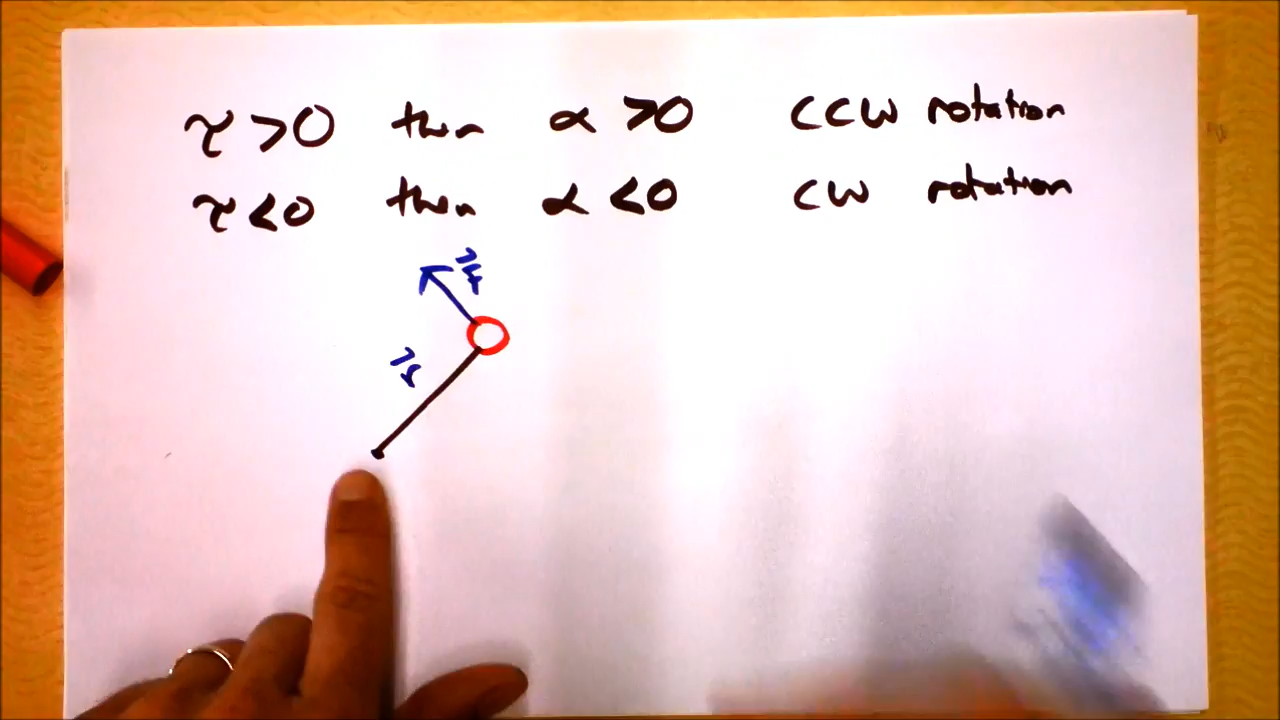 τ >0 then α >0 CCW rotation
τ <0 then α <0 CW rotation
F⃗
r⃗